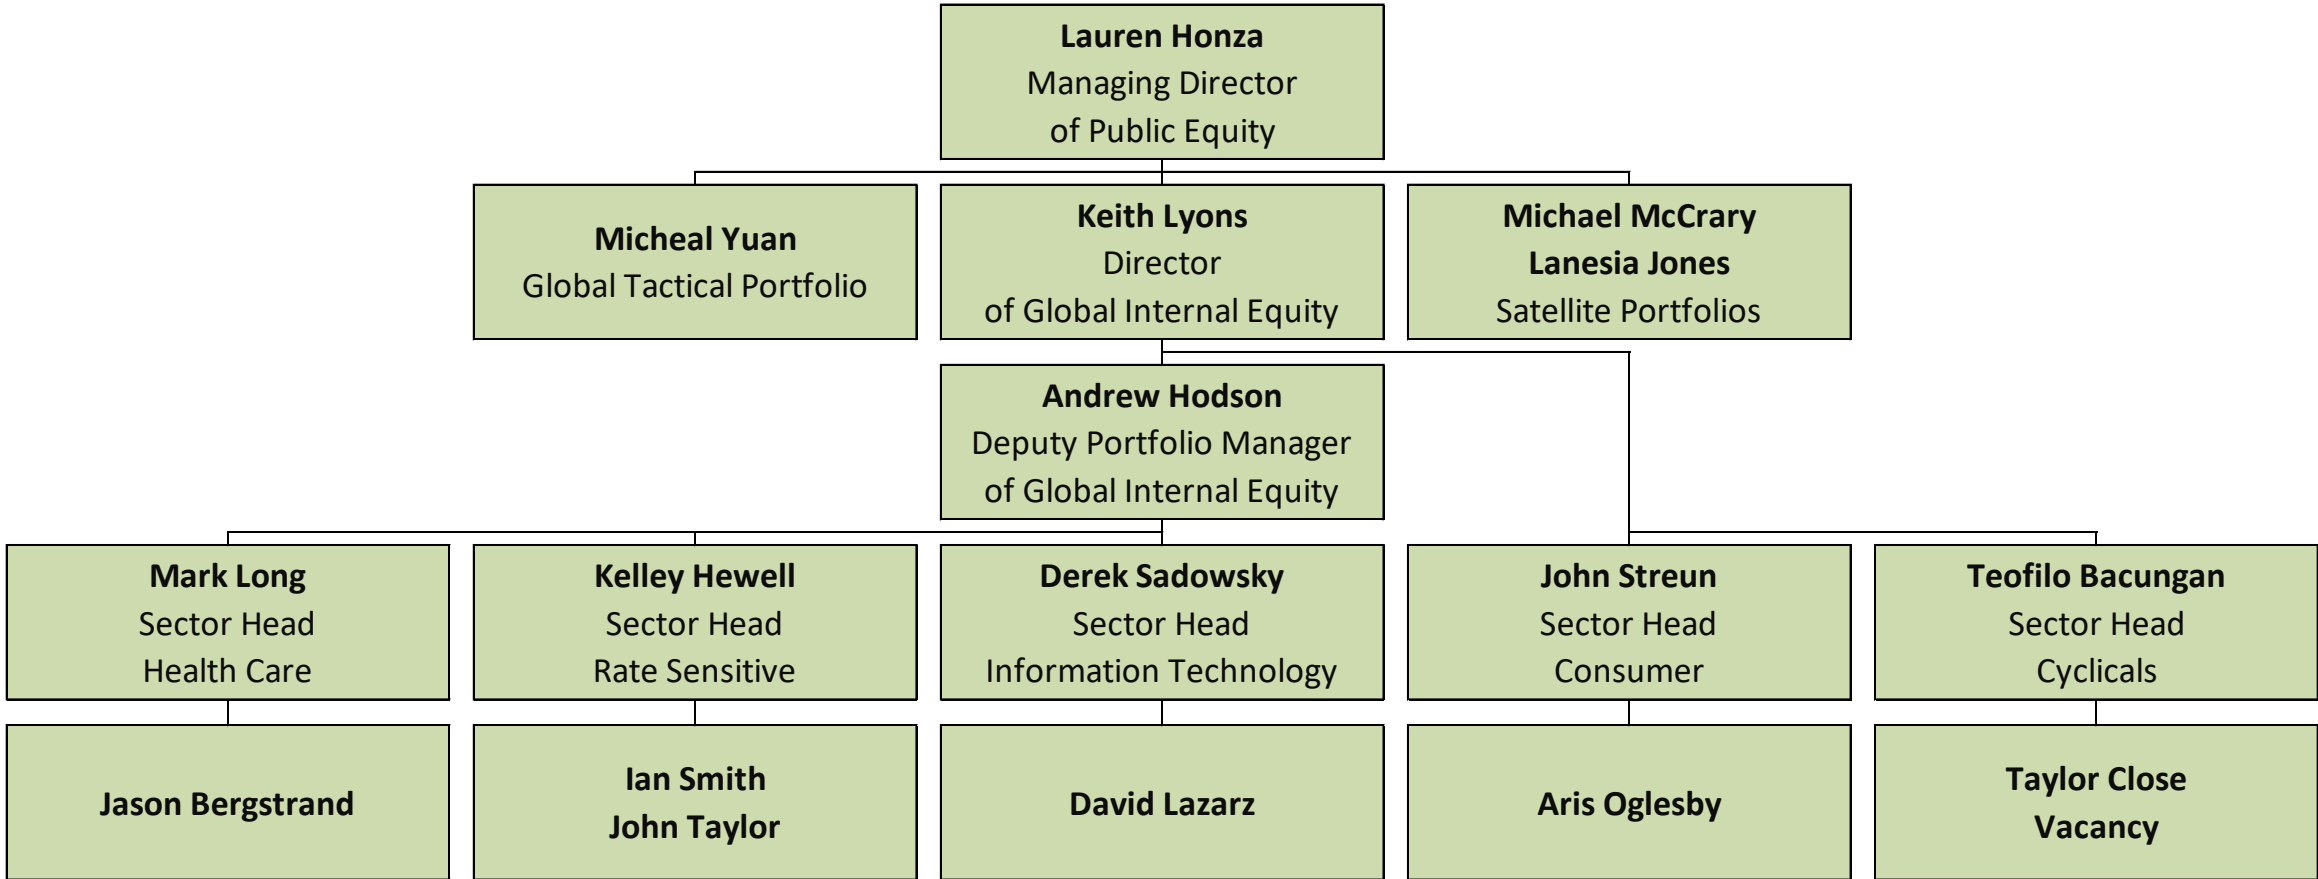 Lauren Honza
Managing Director
of Public Equity
Micheal Yuan
Global Tactical Portfolio
Keith Lyons
Director
of Global Internal Equity
Michael McCrary
Lanesia Jones
Satellite Portfolios
Andrew Hodson
Deputy Portfolio Manager
of Global Internal Equity
Mark Long
Sector Head
Health Care
Kelley Hewell
Sector Head
Rate Sensitive
Derek Sadowsky
Sector Head
Information Technology
John Streun
Sector Head
Consumer
Teofilo Bacungan
Sector Head
Cyclicals
Jason Bergstrand
Ian Smith
John Taylor
David Lazarz
Aris Oglesby
Taylor Close
Vacancy